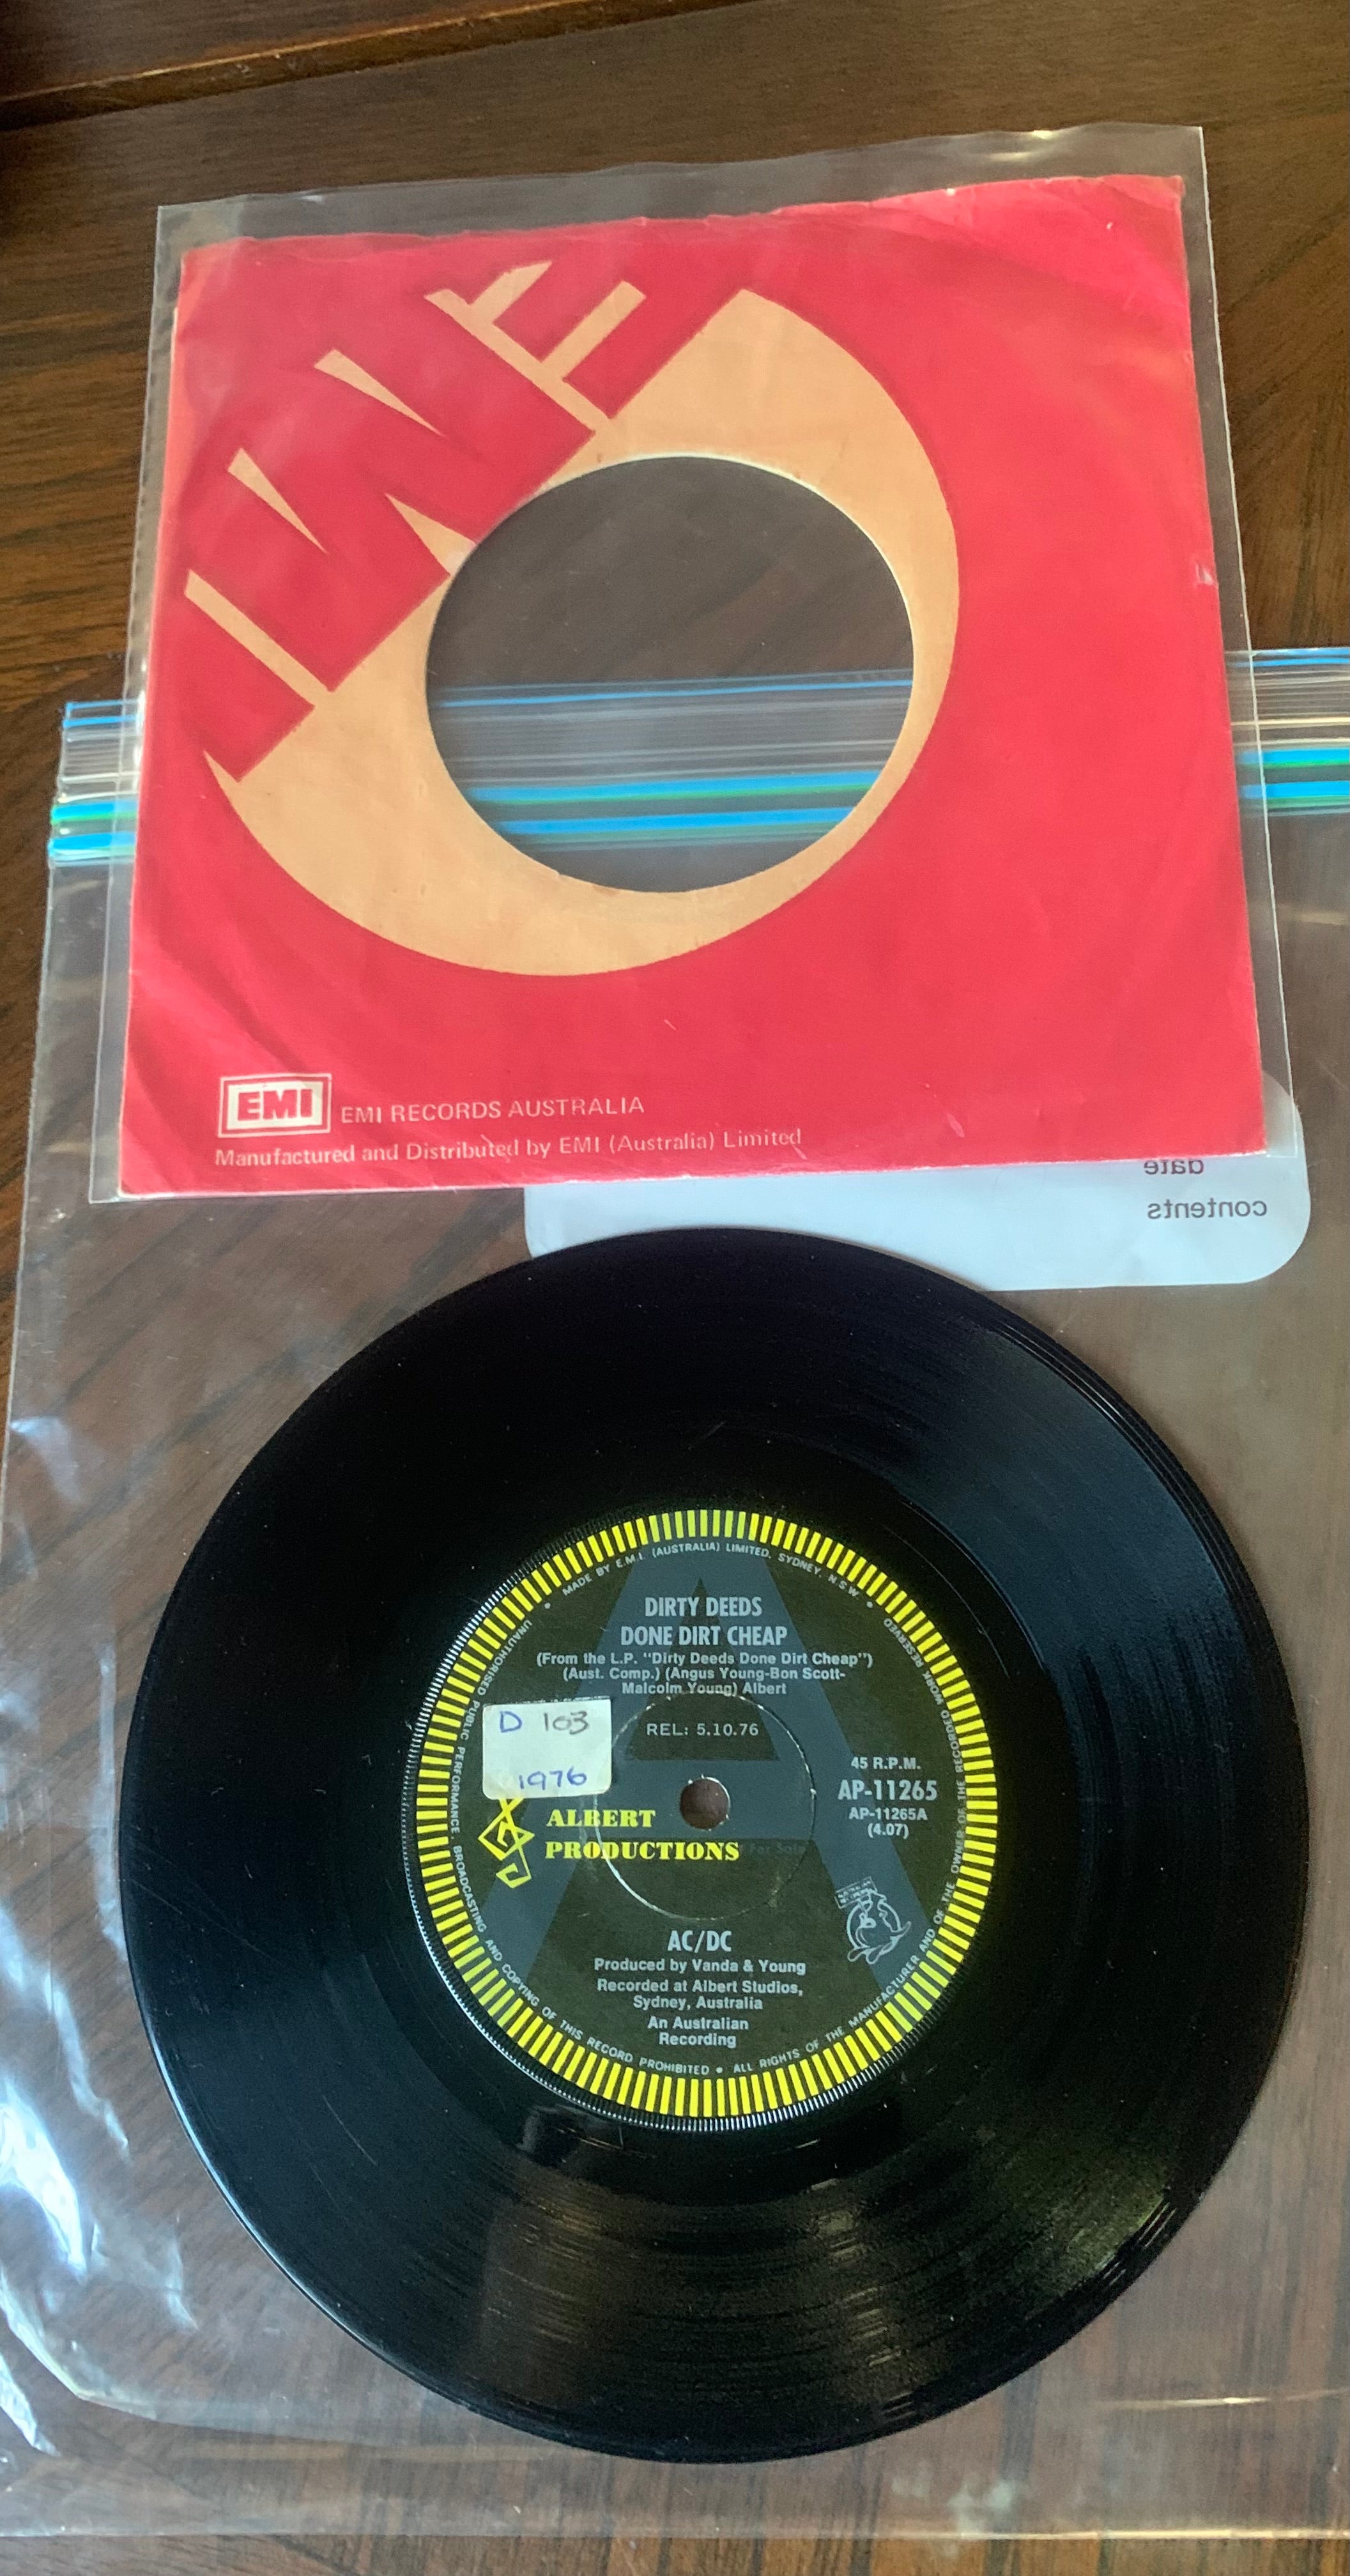 EMI
EMI
EMI RECORDS AUSTRALIA
Manufactured and Distributed by EMI (Australia) Limited
date
contents
MADE BY E.M.I (AUSTRALIA) LIMITED. SYDNEY. N.S.W
DIRTY DEEDS
DONE DIRT CHEAP
(From the L.P. "Dirty Deeds Done Dirt Cheap")
(Aust. Comp.) (Angus Young-Bon Scott-
Malcolm Young) Albert
D 103
1976
REL: 5.10.76
45 R.P.M.
AP-11265
AP-11265A
(4.07)
A
ALBERT
PRODUCTIONS
For Sale
AC/DC
Produced by Vanda & Young
Recorded at Albert Studios,
Sydney, Australia
An Australian
Recording
UNAUTHORISED PUBLIC PERFORMANCE. BROADCASTING AND COPYING OF THIS RECORD PROHIBITED • ALL RIGHTS OF THE MANUFACTURER AND OF THE OWNER OF THE RECORDED WORK RESERVED